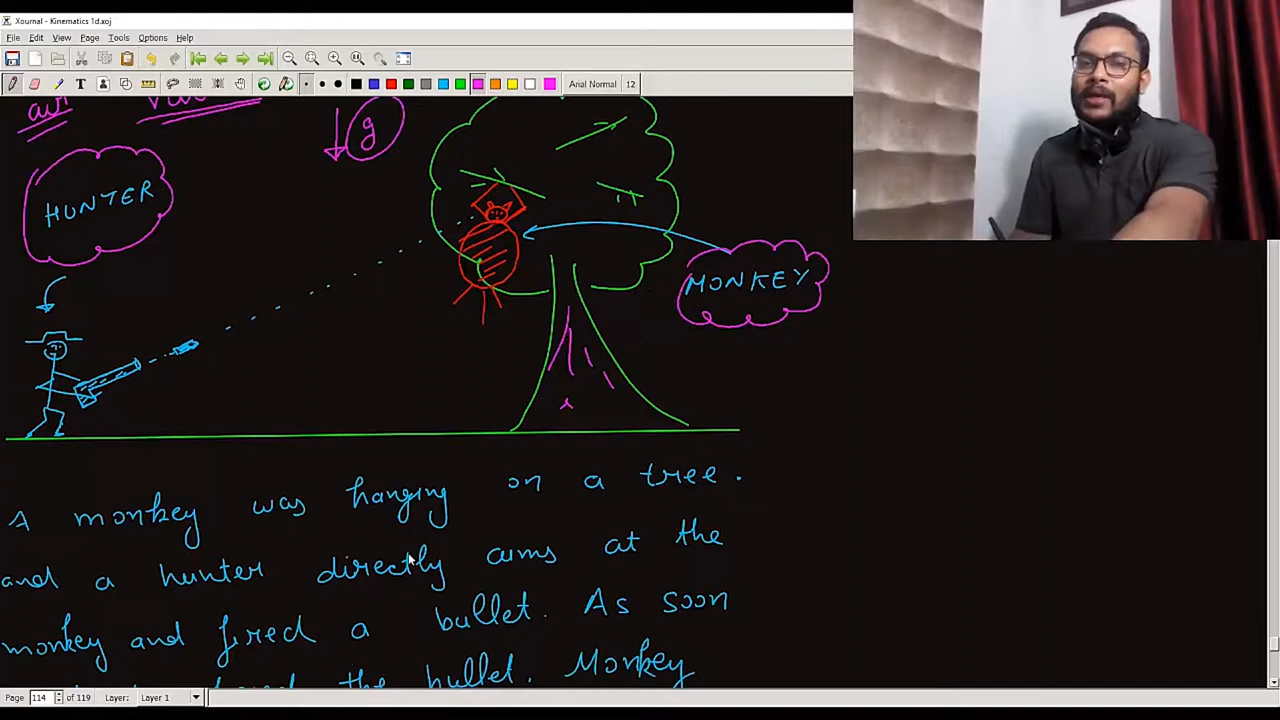 Xournal - Kinematics 1d.xoj
File Edit View Page Tools Options Help
Arial Normal 12
g
HUNTER
MONKEY
A monkey was hanging on a tree.
and a hunter directly aims at the
monkey and fired a bullet. As soon
the bullet. Monkey
Page 114 of 119 Layer: Layer 1